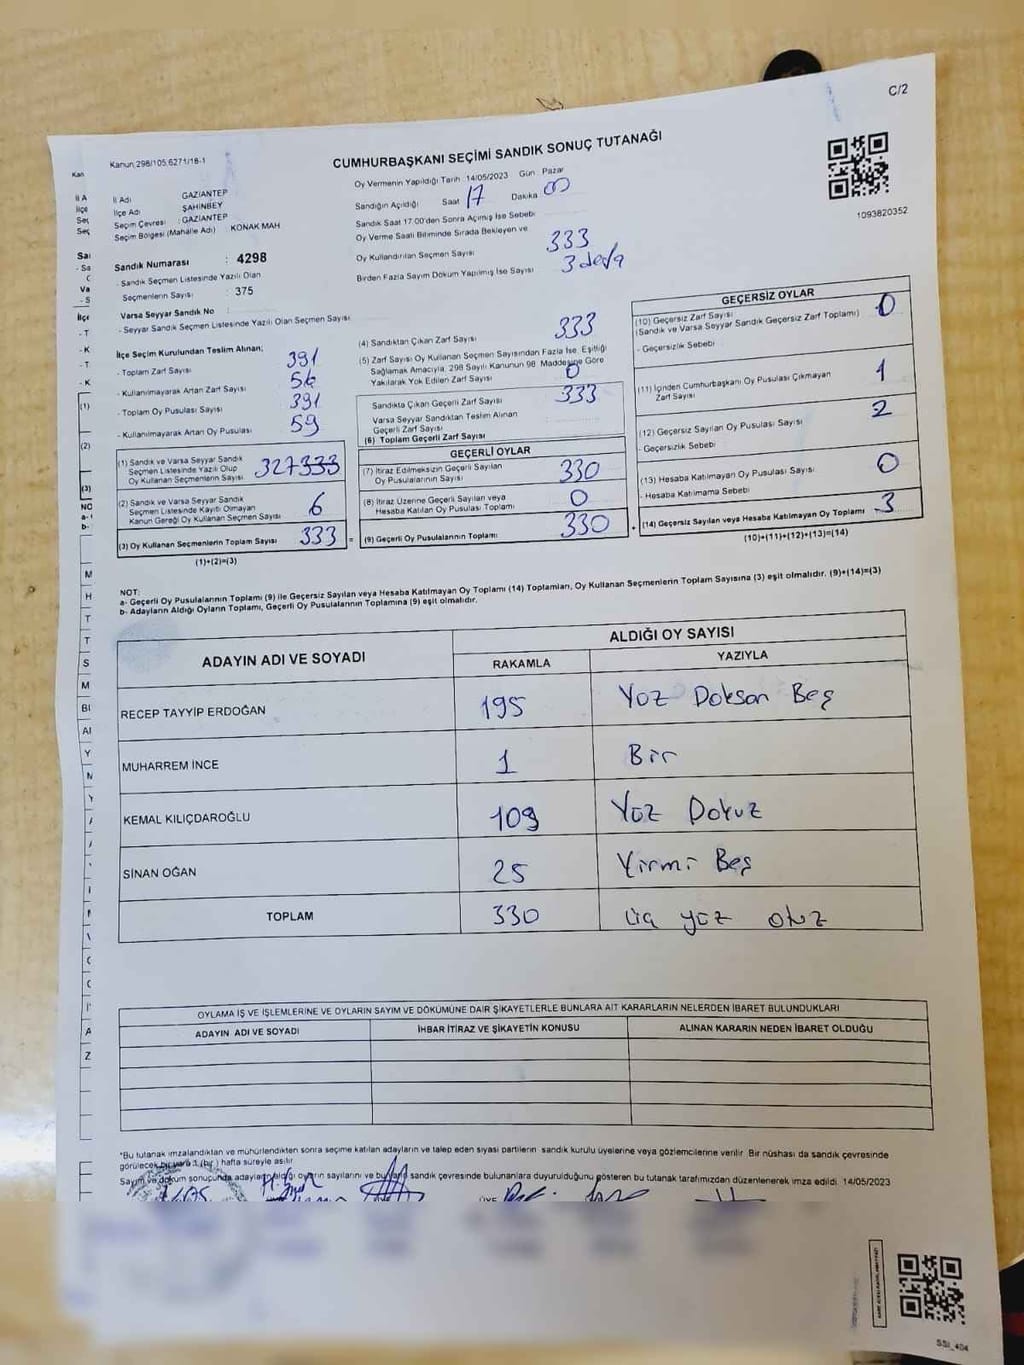 C/2
Kanun 298/105,6271/18-1
CUMHURBAŞKANI SEÇİMİ SANDIK SONUÇ TUTANAĞI
1093820352
İl Adı GAZİANTEP
İlçe Adı ŞAHİNBEY
Seçim Çevresi : GAZİANTEP
Seçim Bölgesi (Mahalle Adı) KONAK MAH
Sandık Numarası : 4298
- Sandık Seçmen Listesinde Yazılı Olan
Seçmenlerin Sayısı : 375
Varsa Seyyar Sandık No :
- Seyyar Sandık Seçmen Listesinde Yazılı Olan Seçmen Sayısı
Oy Vermenin Yapıldığı Tarih 14/05/2023 Gün Pazar
Sandığın Açıldığı Saat 17 Dakika 00
Sandık Saat 17.00'den Sonra Açılmış İse Sebebi
Oy Verme Saati Bitiminde Sırada Bekleyen ve
Oy Kullandırılan Seçmen Sayısı 333
Birden Fazla Sayım Döküm Yapılmış İse Sayısı 3 defa
İlçe Seçim Kurulundan Teslim Alınan;
- Toplam Zarf Sayısı 391
- Kullanılmayarak Artan Zarf Sayısı
- Toplam Oy Pusulası Sayısı 391
- Kullanılmayarak Artan Oy Pusulası 59
(1) Sandık ve Varsa Seyyar Sandık
Seçmen Listesinde Yazılı Olup
Oy Kullanan Seçmenlerin Sayısı 327 333
(2) Sandık ve Varsa Seyyar Sandık
Seçmen Listesinde Kayıtlı Olmayan
Kanun Gereği Oy Kullanan Seçmen Sayısı 6
(3) Oy Kullanan Seçmenlerin Toplam Sayısı 333
(1)+(2)=(3)
(4) Sandıktan Çıkan Zarf Sayısı 333
(5) Zarf Sayısı Oy Kullanan Seçmen Sayısından Fazla İse, Eşitliği
Sağlamak Amacıyla, 298 Sayılı Kanunun 98. Maddesine Göre
Yakılarak Yok Edilen Zarf Sayısı 0
Sandıkta Çıkan Geçerli Zarf Sayısı 333
Varsa Seyyar Sandıktan Teslim Alınan
Geçerli Zarf Sayısı
(6) Toplam Geçerli Zarf Sayısı
GEÇERLİ OYLAR
(7) İtiraz Edilmeksizin Geçerli Sayılan
Oy Pusulalarının Sayısı 330
(8) İtiraz Üzerine Geçerli Sayılan veya
Hesaba Katılan Oy Pusulası Toplamı 0
(9) Geçerli Oy Pusulalarının Toplamı 330
GEÇERSİZ OYLAR
(10) Geçersiz Zarf Sayısı
(Sandık ve Varsa Seyyar Sandık Geçersiz Zarf Toplamı) 0
- Geçersizlik Sebebi
(11) İçinden Cumhurbaşkanı Oy Pusulası Çıkmayan
Zarf Sayısı 1
(12) Geçersiz Sayılan Oy Pusulası Sayısı 2
- Geçersizlik Sebebi
(13) Hesaba Katılmayan Oy Pusulası Sayısı 0
- Hesaba Katılmama Sebebi
(14) Geçersiz Sayılan veya Hesaba Katılmayan Oy Toplamı 3
(10)+(11)+(12)+(13)=(14)
NOT:
a- Geçerli Oy Pusulalarının Toplamı (9) ile Geçersiz Sayılan veya Hesaba Katılmayan Oy Toplamı (14) Toplamları, Oy Kullanan Seçmenlerin Toplam Sayısına (3) eşit olmalıdır. (9)+(14)=(3)
b- Adayların Aldığı Oyların Toplamı, Geçerli Oy Pusulalarının Toplamına (9) eşit olmalıdır.
ADAYIN ADI VE SOYADI ALDIĞI OY SAYISI
RAKAMLA YAZIYLA
RECEP TAYYİP ERDOĞAN 195 Yüz Doksan Beş
MUHARREM İNCE 1 Bir
KEMAL KILIÇDAROĞLU 109 Yüz Dokuz
SİNAN OĞAN 25 Yirmi Beş
TOPLAM 330 üç yüz otuz
OYLAMA İŞ VE İŞLEMLERİNE VE OYLARIN SAYIM VE DÖKÜMÜNE DAİR ŞİKAYETLERLE BUNLARA AİT KARARLARIN NELERDEN İBARET BULUNDUKLARI
ADAYIN ADI VE SOYADI İHBAR İTİRAZ VE ŞİKAYETİN KONUSU ALINAN KARARIN NEDEN İBARET OLDUĞU
*Bu tutanak imzalandıktan ve mühürlendikten sonra seçime katılan adayların ve talep eden siyasi partilerin sandık kurulu üyelerine veya gözlemcilerine verilir. Bir nüshası da sandık çevresinde
görülecek bir yere 1 (bir) hafta süreyle asılır.
Sayım ve döküm sonucunda adayların aldığı oyların sayılarını ve bunların sandık çevresinde bulunanlara duyurulduğunu gösteren bu tutanak tarafımızdan düzenlenerek imza edildi. 14/05/2023
ÜYE
SSI_404